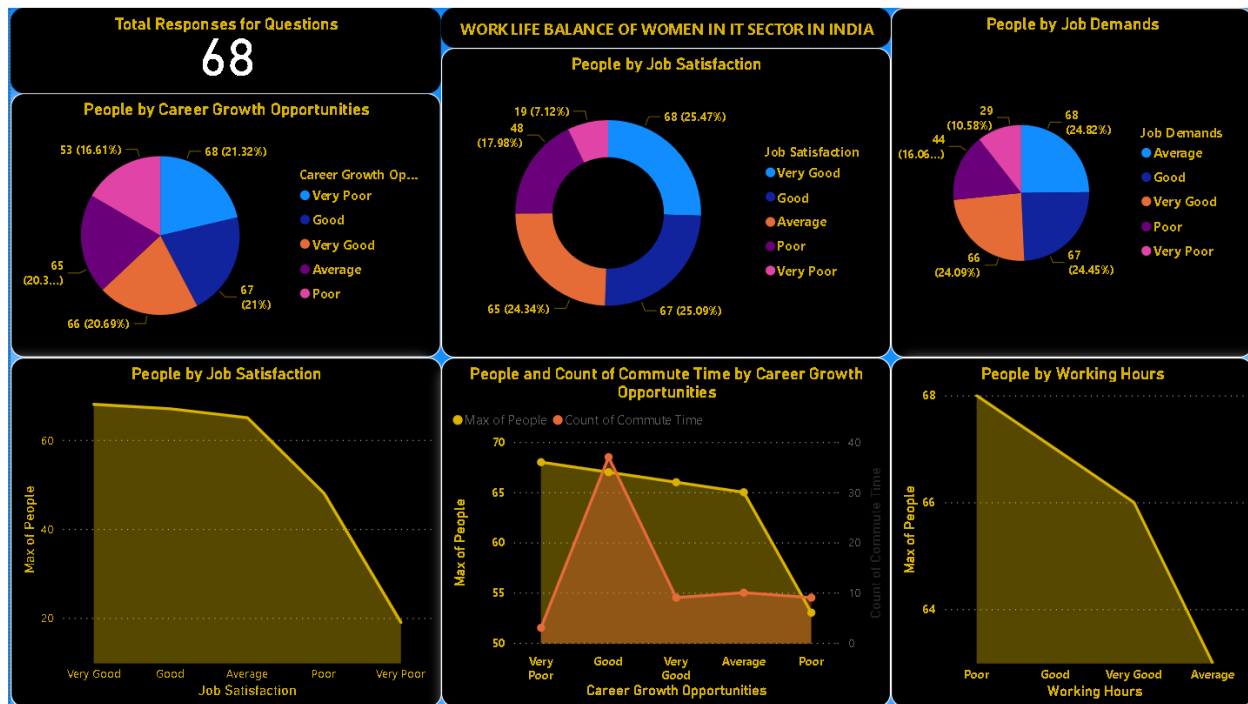 Total Responses for Questions
68
WORK LIFE BALANCE OF WOMEN IN IT SECTOR IN INDIA
People by Career Growth Opportunities
53 (16.61%)
68 (21.32%)
65
(20.3...)
67
(21%)
66 (20.69%)
Career Growth Op...
Very Poor
Good
Very Good
Average
Poor
People by Job Satisfaction
19 (7.12%)
68 (25.47%)
48
(17.98%)
65 (24.34%)
67 (25.09%)
Job Satisfaction
Very Good
Good
Average
Poor
Very Poor
People by Job Demands
29
(10.58%)
68
(24.82%)
44
(16.06...)
66
(24.09%)
67
(24.45%)
Job Demands
Average
Good
Very Good
Poor
Very Poor
People by Job Satisfaction
Max of People
60
40
20
Very Good
Good
Average
Poor
Very Poor
Job Satisfaction
People and Count of Commute Time by Career Growth
Opportunities
Max of People
Count of Commute Time
Max of People
70
65
60
55
50
40
30
20
10
0
Count of Commute Time
Very
Poor
Good
Very
Good
Average
Poor
Career Growth Opportunities
People by Working Hours
Max of People
68
66
64
Poor
Good
Very Good
Average
Working Hours